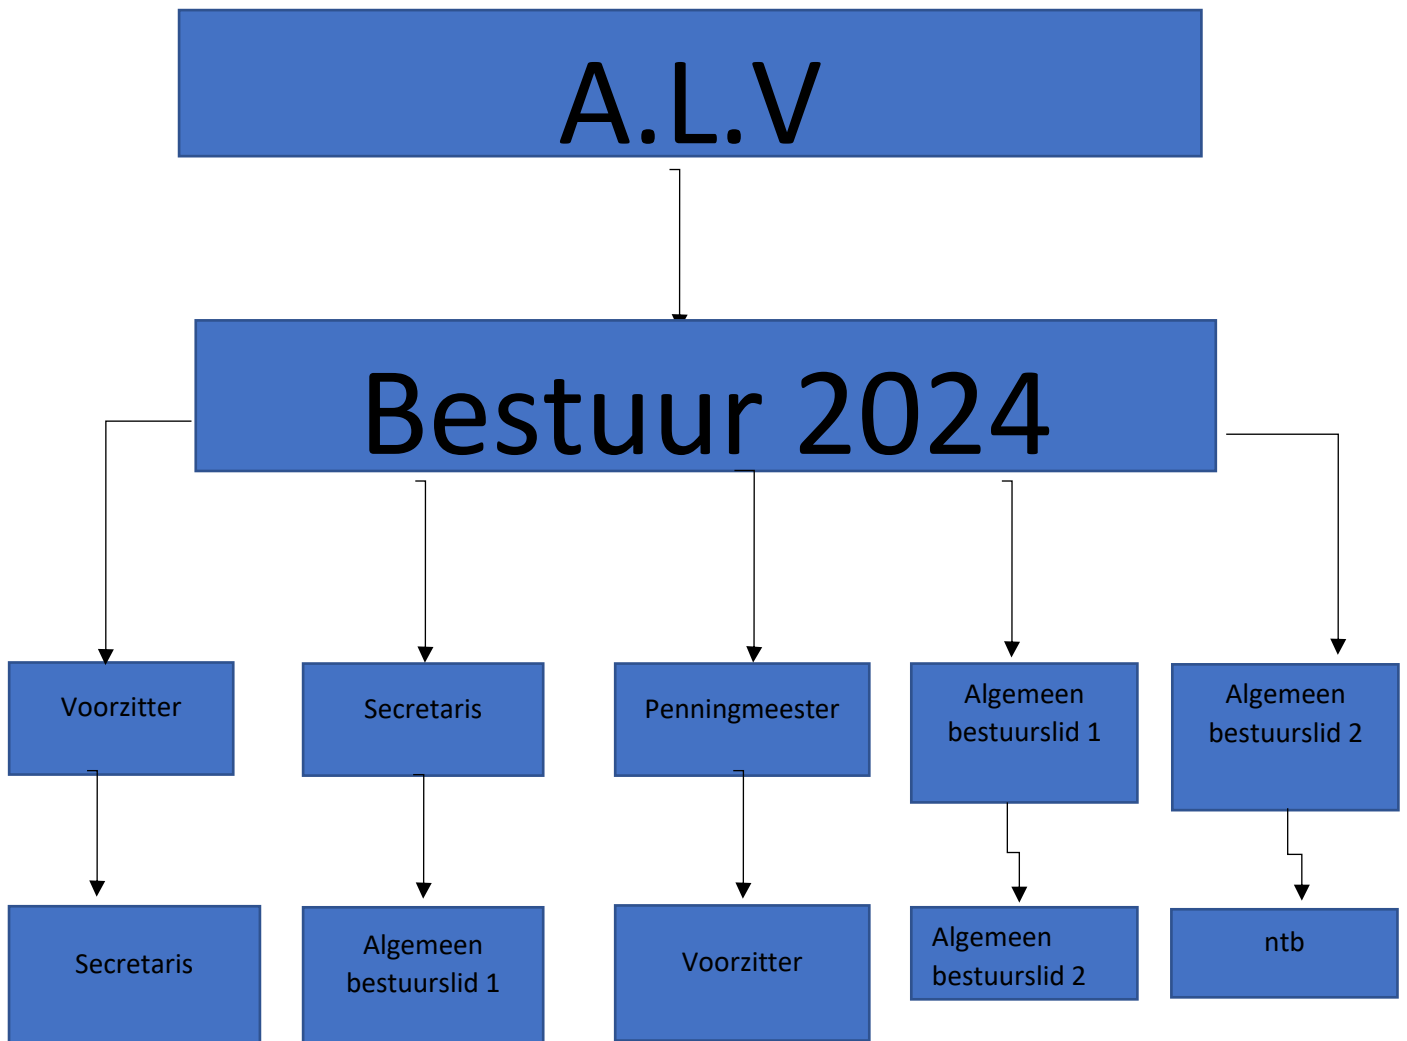 A.L.V
Bestuur 2024
Voorzitter
Secretaris
Penningmeester
Algemeen
bestuurslid 1
Algemeen
bestuurslid 2
Secretaris
Algemeen
bestuurslid 1
Voorzitter
Algemeen
bestuurslid 2
ntb